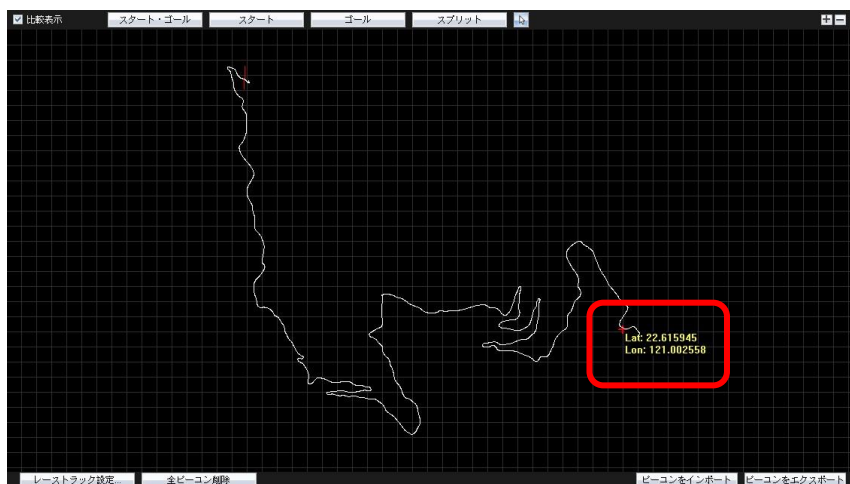 比較表示 スタート・ゴール スタート ゴール スプリット
Lat: 22.615945
Lon: 121.002558
レーストラック設定... 全ビーコン削除 ビーコンをインポート ビーコンをエクスポート